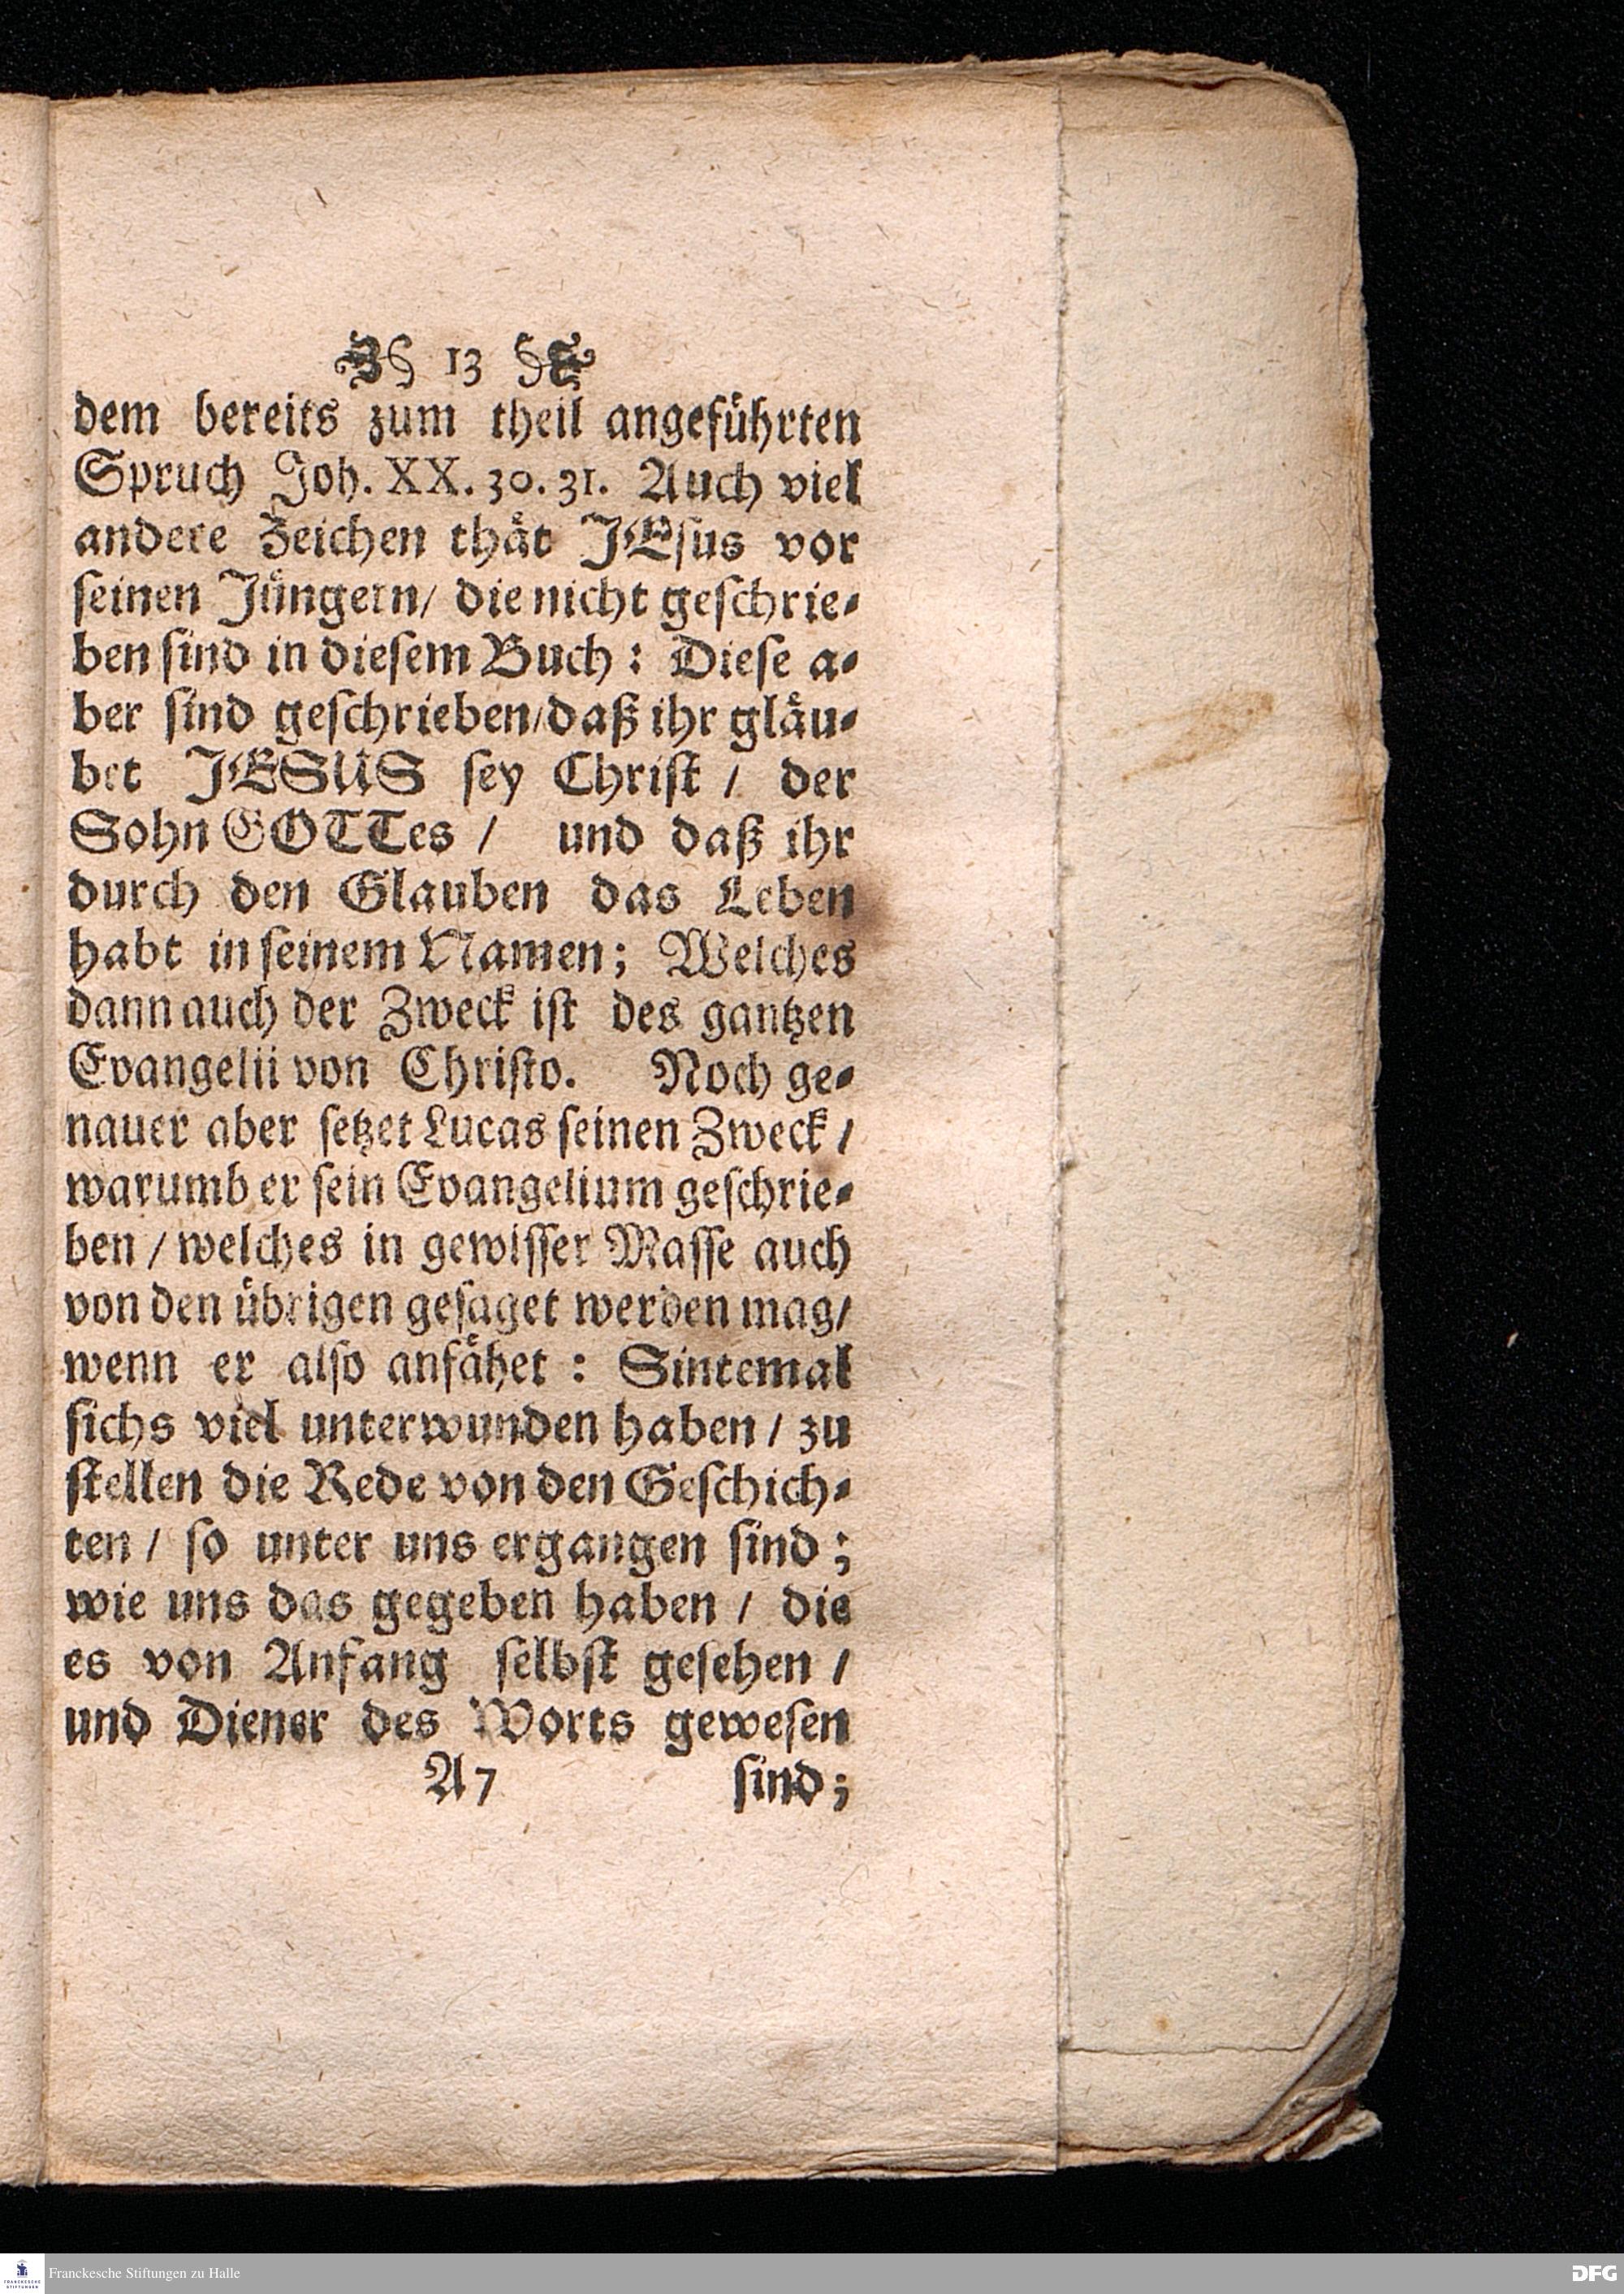 13
dem bereits zum theil angeführten
Spruch Joh. XX. 30. 31. Auch viel
andere Zeichen thät JEsus vor
seinen Jüngern/ die nicht geschrie-
ben sind in diesem Buch: Diese a-
ber sind geschrieben/daß ihr gläu-
bet JESUS sey Christ / der
Sohn GOTTes / und daß ihr
durch den Glauben das Leben
habt in seinem Namen; Welches
dann auch der Zweck ist des gantzen
Evangelii von Christo. Noch ge-
nauer aber setzet Lucas seinen Zweck /
warumb er sein Evangelium geschrie-
ben / welches in gewisser Masse auch
von den übrigen gesaget werden mag/
wenn er also anfähet : Sintemal
sichs viel unterwunden haben / zu
stellen die Rede von den Geschich-
ten / so unter uns ergangen sind ;
wie uns das gegeben haben / die
es von Anfang selbst gesehen /
und Diener des Worts gewesen
A 7 sind;
FRANCKESCHE STIFTUNGEN
Franckesche Stiftungen zu Halle
DFG